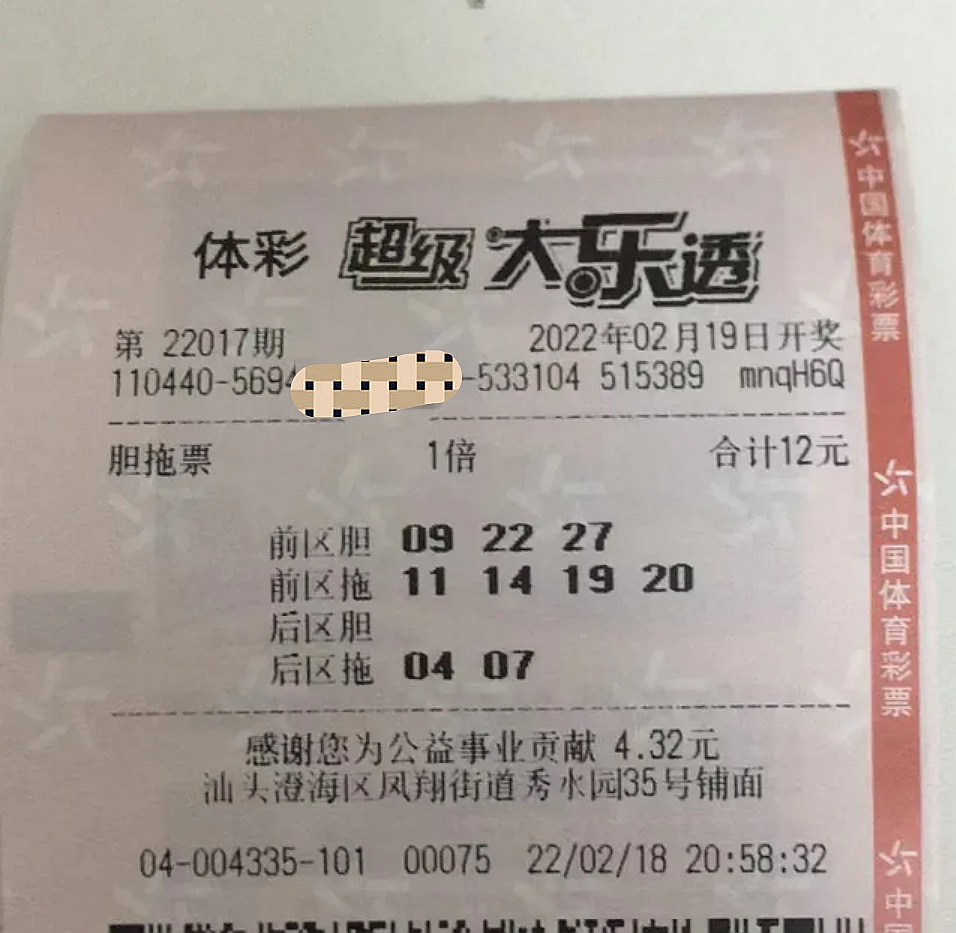 体彩 超级大乐透
第 22017期 2022年02月19日开奖
110440-5694 -533104 515389 mnqH6Q
胆拖票 1倍 合计12元
前区胆 09 22 27
前区拖 11 14 19 20
后区胆
后区拖 04 07
感谢您为公益事业贡献 4.32元
汕头澄海区凤翔街道秀水园35号铺面
04-004335-101 00075 22/02/18 20:58:32
中国体育彩票
中国体育彩票
中